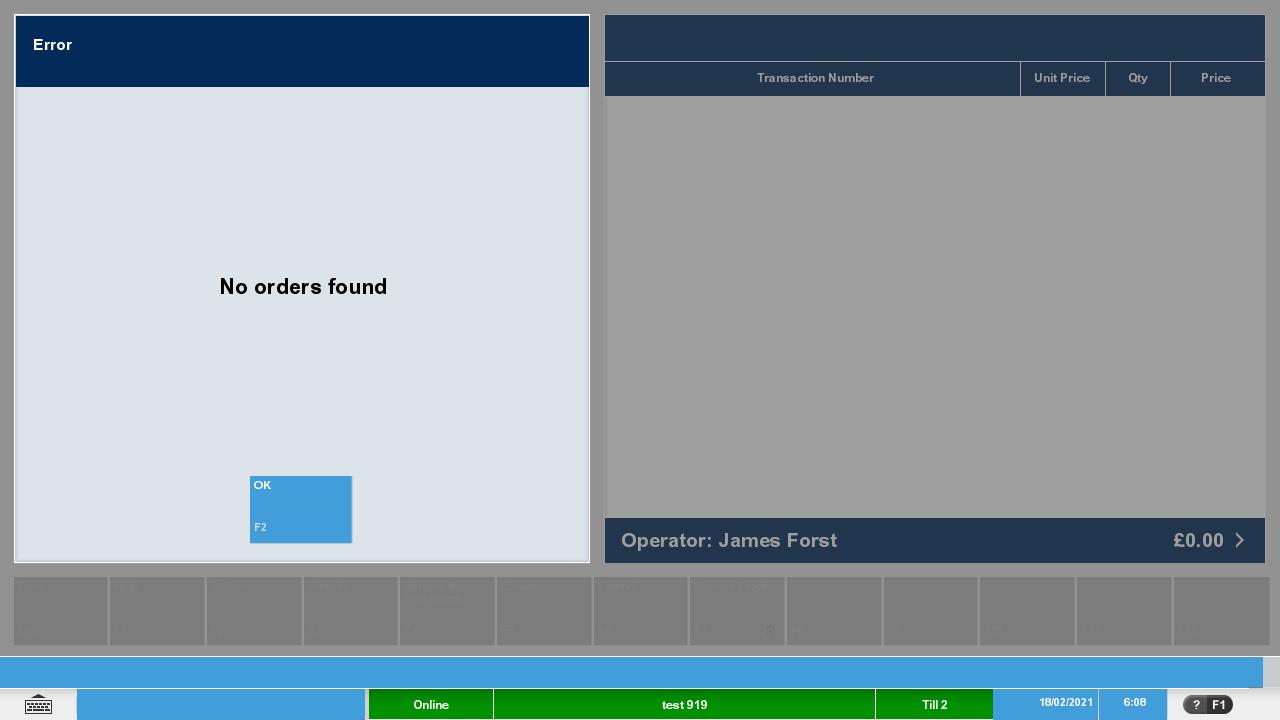 Error
No orders found
OK
F2
Transaction Number Unit Price Qty Price
Operator: James Forst £0.00
Online test 919 Till 2 18/02/2021 6:08 ? F1